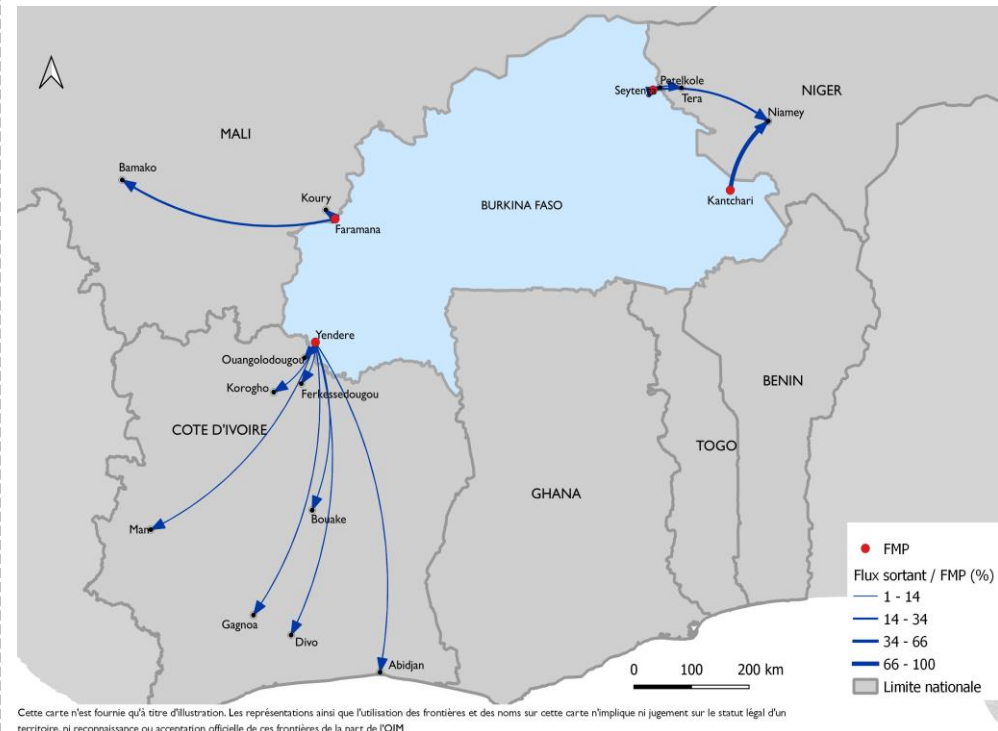 Petelkole
Seyteng
Tera
NIGER
Niamey
MALI
Bamako
Koury
BURKINA FASO
Kantchari
Faramana
Yendere
Ouangolodougou
Korogho
Ferkessedougou
BENIN
COTE D'IVOIRE
TOGO
GHANA
Man
Bouake
Gagnoa
Divo
Abidjan
FMP
Flux sortant / FMP (%)
1 - 14
14 - 34
34 - 66
66 - 100
Limite nationale
0 100 200 km
Cette carte n'est fournie qu'à titre d'illustration. Les représentations ainsi que l'utilisation des frontières et des noms sur cette carte n'implique ni jugement sur le statut légal d'un
territoire, ni reconnaissance ou acceptation officielle de ces frontières de la part de l'OIM